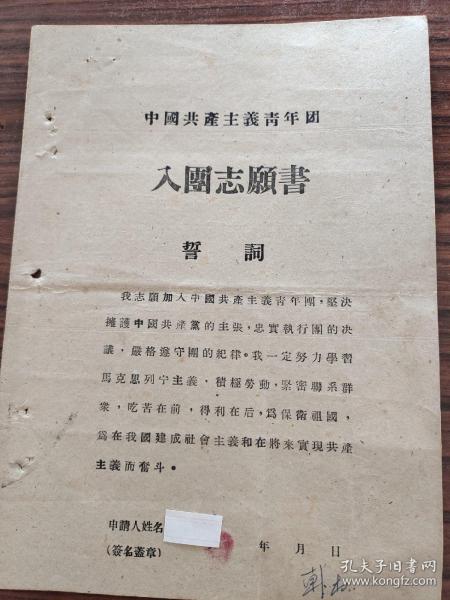 中國共產主義青年団
入團志願書
誓 詞
我志願加入中國共產主義青年團,堅决
擁護中國共產黨的主張,忠實執行團的决
議,嚴格遵守團的紀律。我一定努力學習
馬克思列宁主義,積極勞動,緊密聯系群
衆,吃苦在前,得利在后,爲保衛祖國,
爲在我國建成社會主義和在將來實現共產
主義而奮斗。
申請人姓名
(簽名蓋章) 年 月 日
孔夫子旧书网
kongfz.com